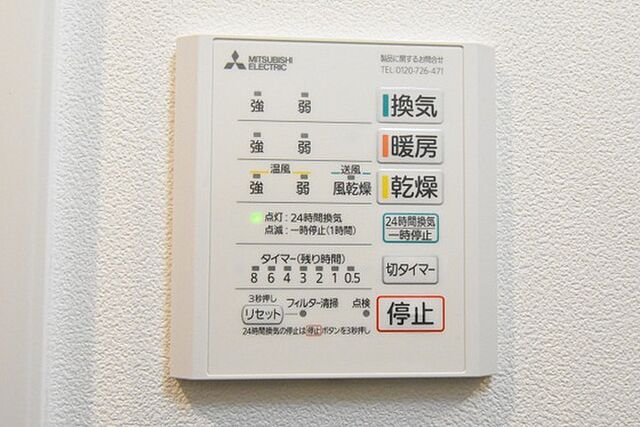 MITSUBISHI
ELECTRIC
製品に関するお問合せ
TEL:0120-726-471
強 弱 換気
強 弱 暖房
温風 送風
強 弱 風乾燥 乾燥
点灯:24時間換気
点滅:一時停止(1時間)
24時間換気
一時停止
タイマー(残り時間)
8 6 4 3 2 1 0.5
切タイマー
3秒押し
リセット フィルター清掃 点検
停止
24時間換気の停止は停止ボタンを3秒押し